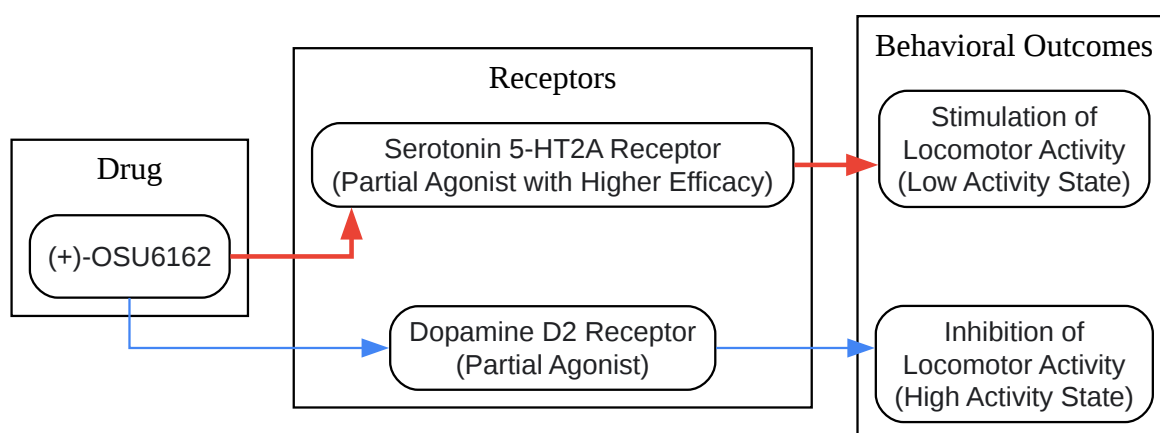 Drug
(+)-OSU6162
Receptors
Serotonin 5-HT2A Receptor
(Partial Agonist with Higher Efficacy)
Dopamine D2 Receptor
(Partial Agonist)
Behavioral Outcomes
Stimulation of
Locomotor Activity
(Low Activity State)
Inhibition of
Locomotor Activity
(High Activity State)